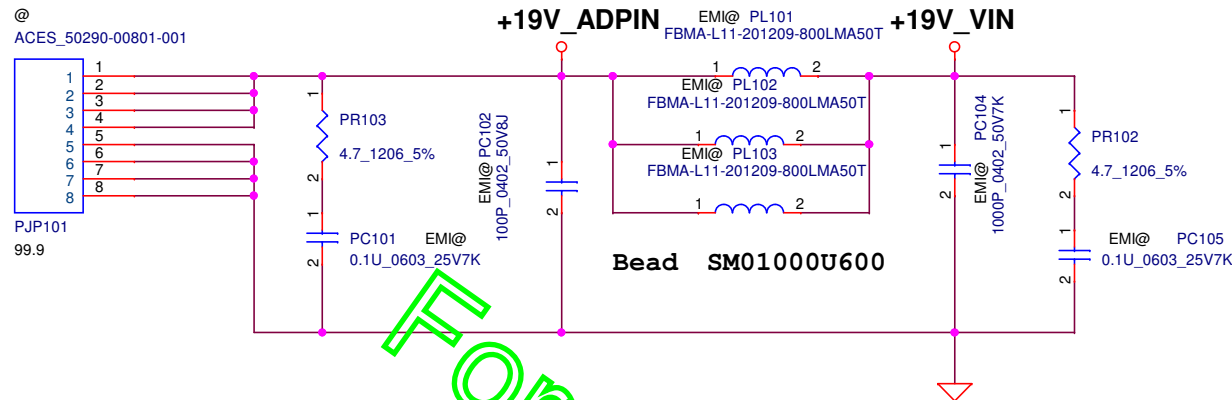 @
ACES_50290-00801-001
1
2
3
4
5
6
7
8
1
2
3
4
5
6
7
8
PJP101
99.9
1
PR103
4.7_1206_5%
2
1
PC101 EMI@
0.1U_0603_25V7K
2
+19V_ADPIN
EMI@ PC102
100P_0402_50V8J
1
2
EMI@ PL101
FBMA-L11-201209-800LMA50T
1 2
EMI@ PL102
FBMA-L11-201209-800LMA50T
1 2
EMI@ PL103
FBMA-L11-201209-800LMA50T
1 2
Bead SM01000U600
+19V_VIN
1
2
EMI@ PC104
1000P_0402_50V7K
1
PR102
4.7_1206_5%
2
1
EMI@ PC105
0.1U_0603_25V7K
2
For